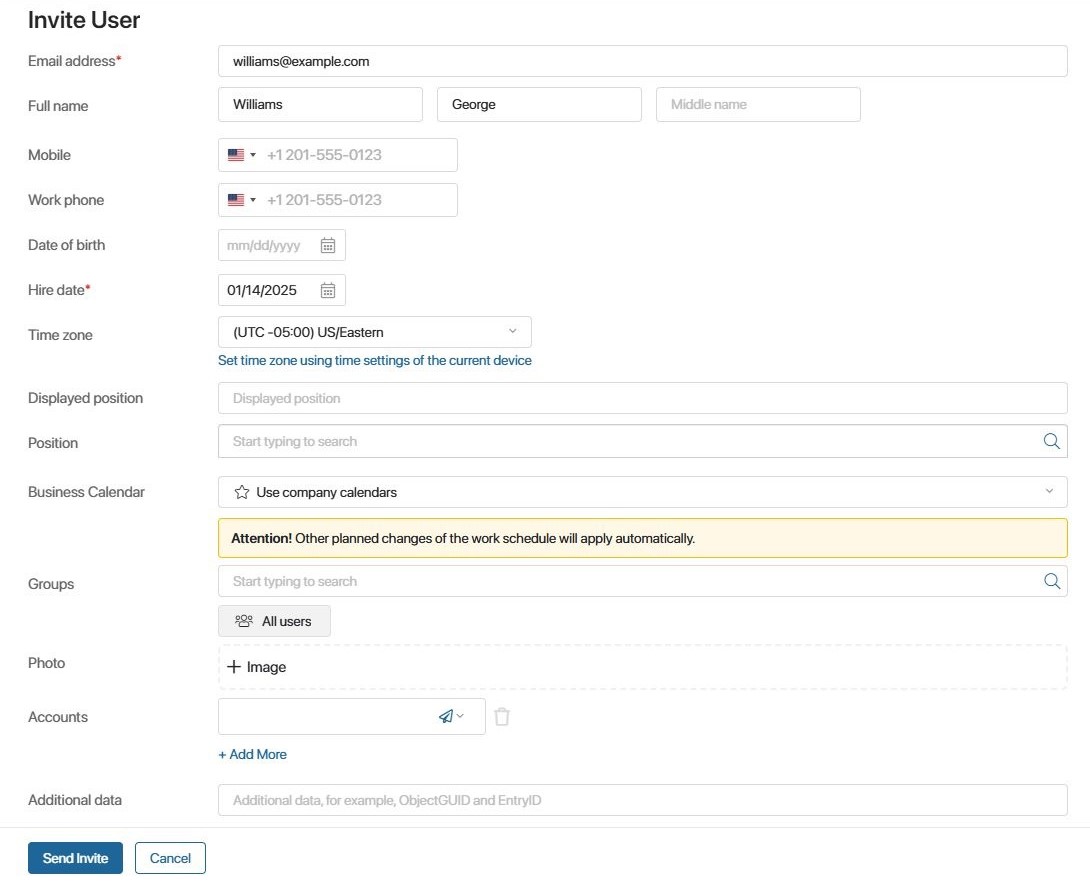 Invite User
Email address* williams@example.com
Full name Williams George Middle name
Mobile +1 201-555-0123
Work phone +1 201-555-0123
Date of birth mm/dd/yyyy
Hire date* 01/14/2025
Time zone (UTC -05:00) US/Eastern
Set time zone using time settings of the current device
Displayed position Displayed position
Position Start typing to search
Business Calendar Use company calendars
Attention! Other planned changes of the work schedule will apply automatically.
Groups Start typing to search
All users
Photo + Image
Accounts
+ Add More
Additional data Additional data, for example, ObjectGUID and EntryID
Send Invite Cancel